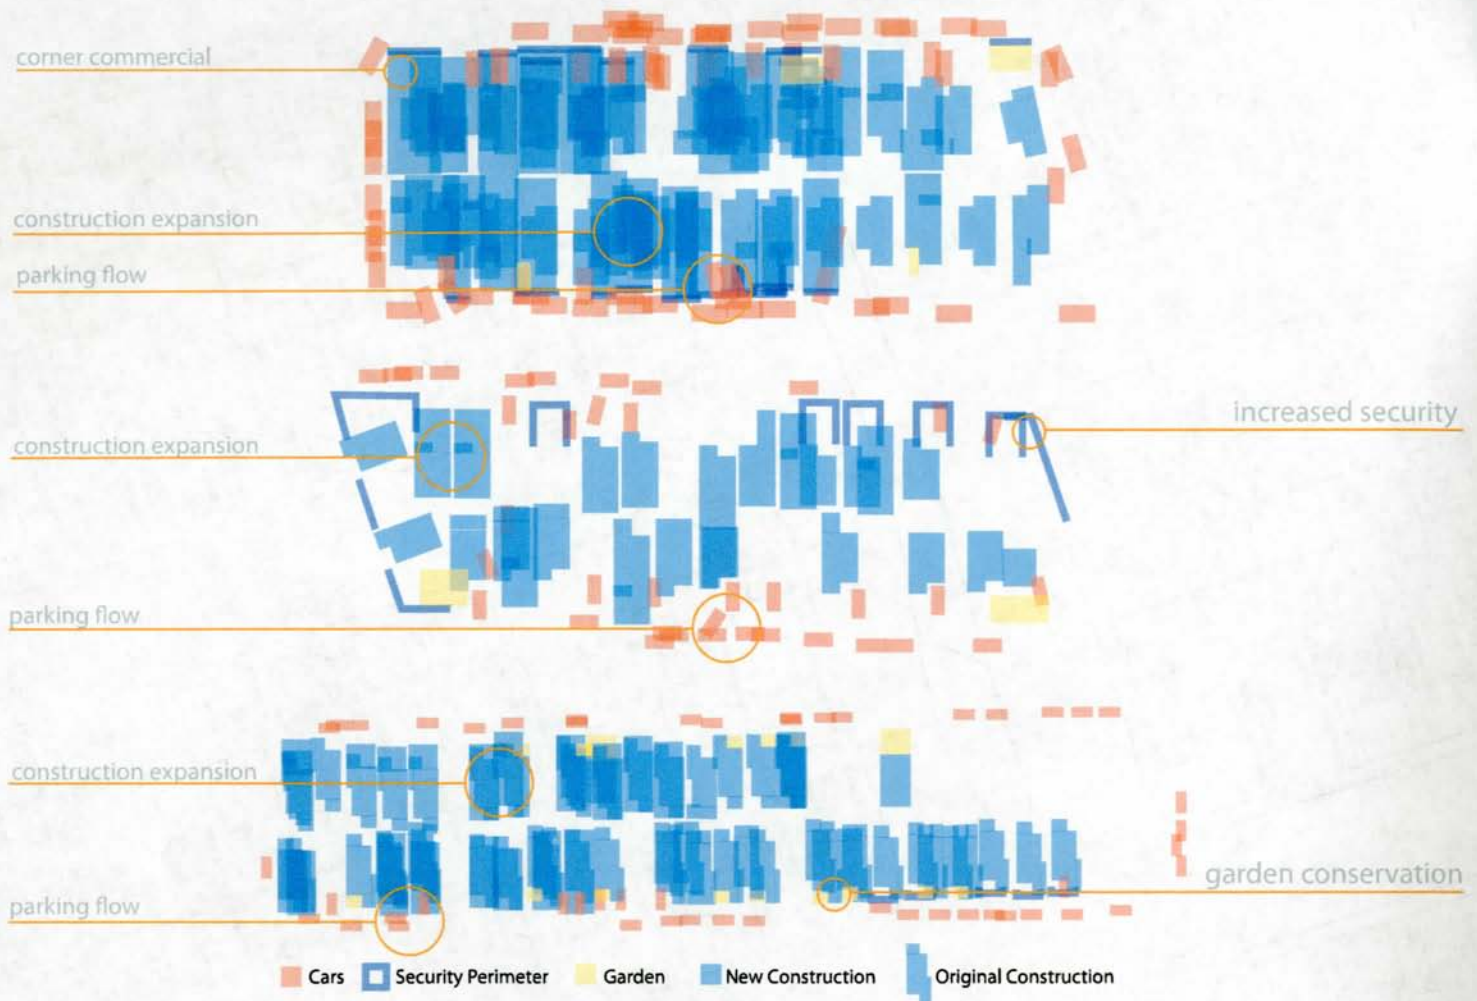 corner commercial
construction expansion
parking flow
construction expansion
increased security
parking flow
construction expansion
garden conservation
parking flow
Cars Security Perimeter Garden New Construction Original Construction